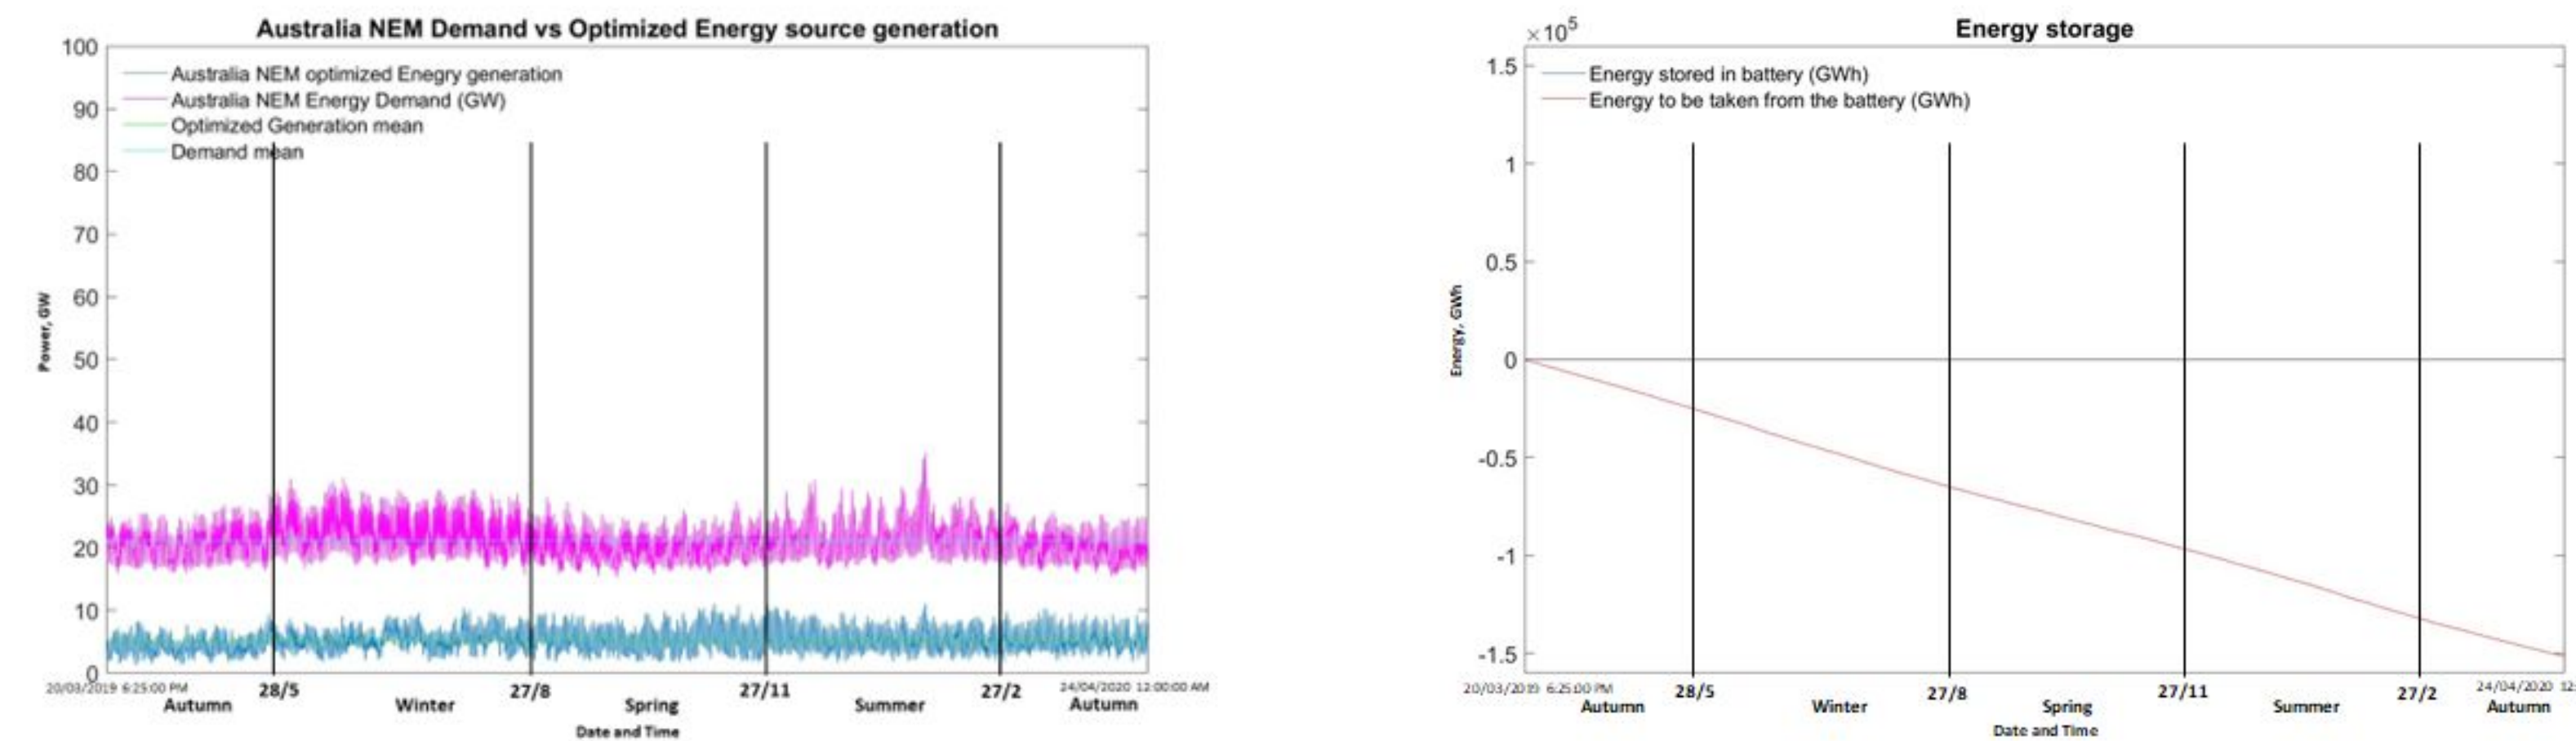 Australia NEM Demand vs Optimized Energy source generation
100
90
80
70
60
50
40
30
20
10
0
Power, GW
Australia NEM optimized Enegry generation
Australia NEM Energy Demand (GW)
Optimized Generation mean
Demand mean
20/03/2019 6:25:00 PM
28/5
27/8
27/11
27/2
24/04/2020 12:00:00 AM
Autumn
Winter
Spring
Summer
Autumn
Date and Time
Energy storage
×10^5
1.5
1
0.5
0
-0.5
-1
-1.5
Energy, GWh
Energy stored in battery (GWh)
Energy to be taken from the battery (GWh)
20/03/2019 6:25:00 PM
28/5
27/8
27/11
27/2
24/04/2020 12:
Autumn
Winter
Spring
Summer
Autumn
Date and Time